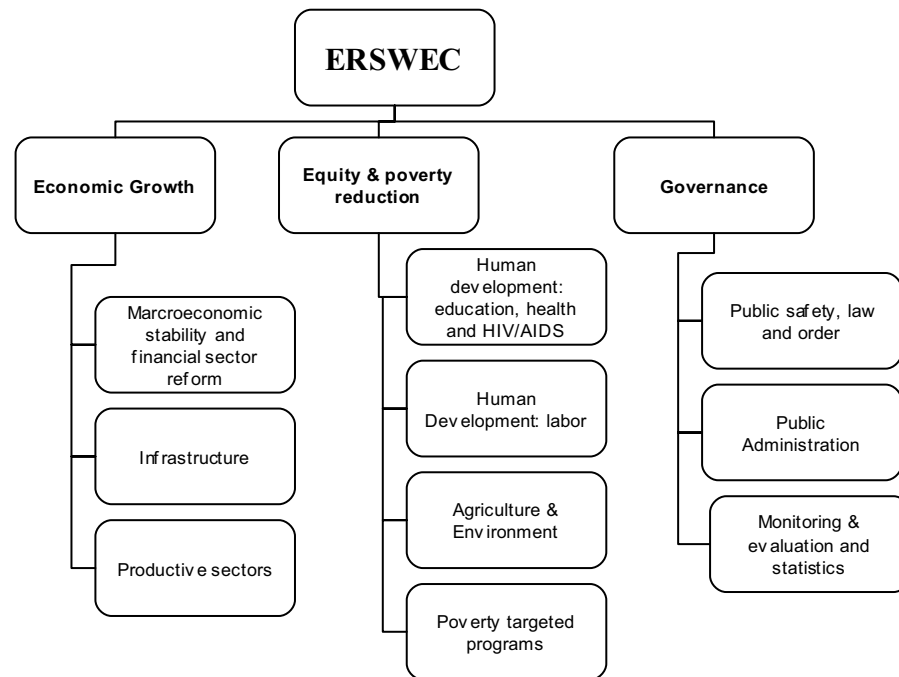 ERSWEC
Economic Growth
Equity & poverty
reduction
Governance
Marcroeconomic
stability and
financial sector
reform
Infrastructure
Productive sectors
Human
development:
education, health
and HIV/AIDS
Human
Development: labor
Agriculture &
Environment
Poverty targeted
programs
Public safety, law
and order
Public
Administration
Monitoring &
evaluation and
statistics